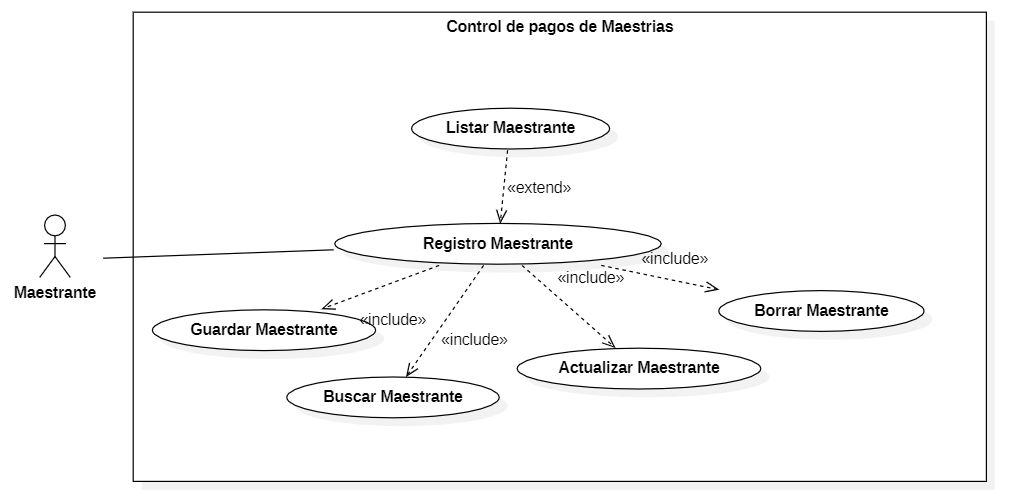 Control de pagos de Maestrias
Listar Maestrante
«extend»
Registro Maestrante
«include»
«include»
Maestrante
Borrar Maestrante
Guardar Maestrante
«include»
«include»
Actualizar Maestrante
Buscar Maestrante